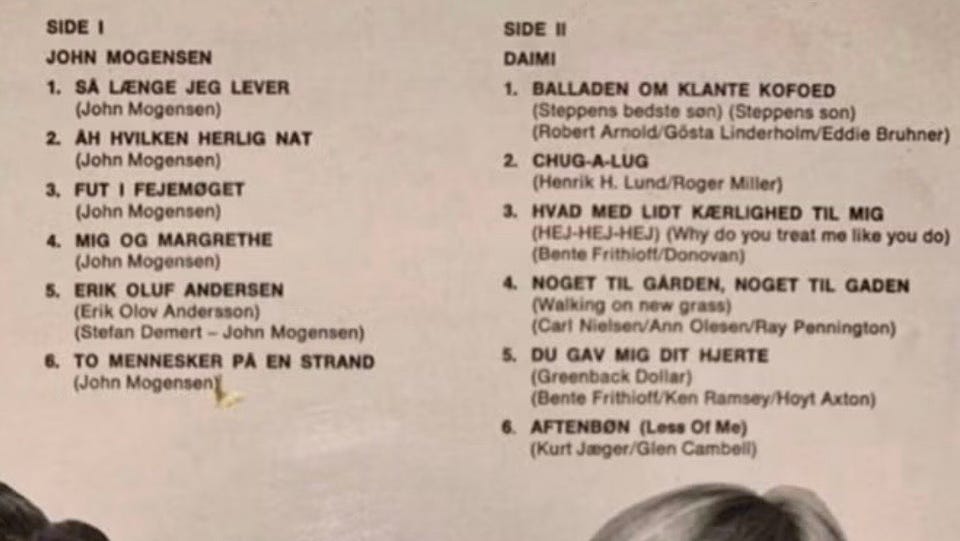 SIDE I
JOHN MOGENSEN
1. SÅ LÆNGE JEG LEVER
(John Mogensen)
2. ÅH HVILKEN HERLIG NAT
(John Mogensen)
3. FUT I FEJEMØGET
(John Mogensen)
4. MIG OG MARGRETHE
(John Mogensen)
5. ERIK OLUF ANDERSEN
(Erik Olov Andersson)
(Stefan Demert – John Mogensen)
6. TO MENNESKER PÅ EN STRAND
(John Mogensen)
SIDE II
DAIMI
1. BALLADEN OM KLANTE KOFOED
(Steppens bedste søn) (Steppens son)
(Robert Arnold/Gösta Linderholm/Eddie Bruhner)
2. CHUG-A-LUG
(Henrik H. Lund/Roger Miller)
3. HVAD MED LIDT KÆRLIGHED TIL MIG
(HEJ-HEJ-HEJ) (Why do you treat me like you do)
(Bente Frithioff/Donovan)
4. NOGET TIL GÅRDEN, NOGET TIL GADEN
(Walking on new grass)
(Carl Nielsen/Ann Olesen/Ray Pennington)
5. DU GAV MIG DIT HJERTE
(Greenback Dollar)
(Bente Frithioff/Ken Ramsey/Hoyt Axton)
6. AFTENBØN (Less Of Me)
(Kurt Jæger/Glen Cambell)